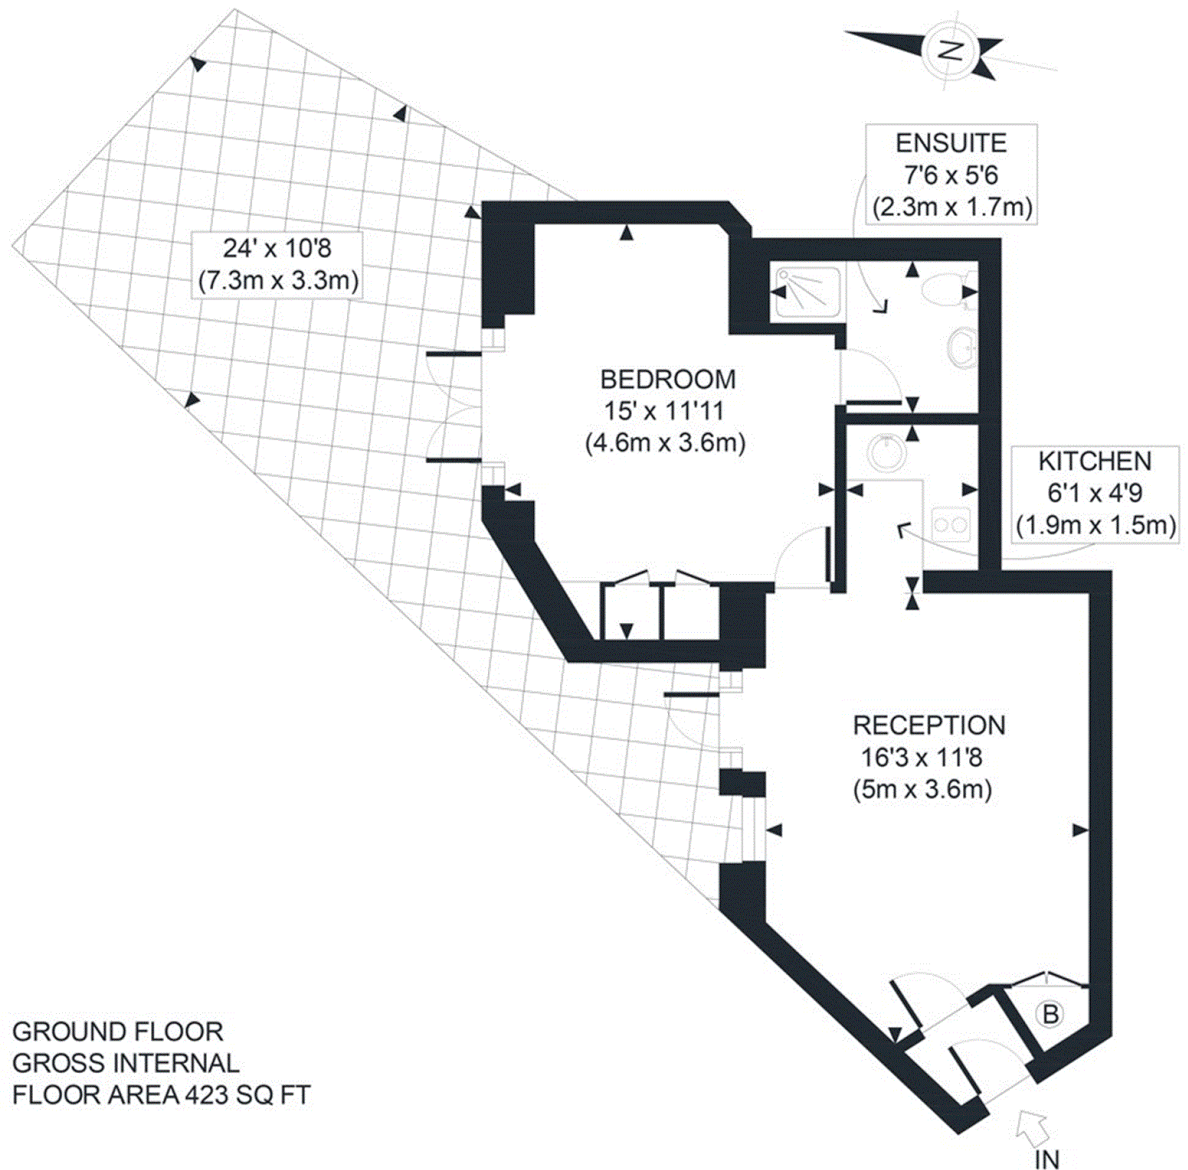 N
ENSUITE
7'6 x 5'6
(2.3m x 1.7m)
24' x 10'8
(7.3m x 3.3m)
BEDROOM
15' x 11'11
(4.6m x 3.6m)
KITCHEN
6'1 x 4'9
(1.9m x 1.5m)
RECEPTION
16'3 x 11'8
(5m x 3.6m)
B
GROUND FLOOR
GROSS INTERNAL
FLOOR AREA 423 SQ FT
IN